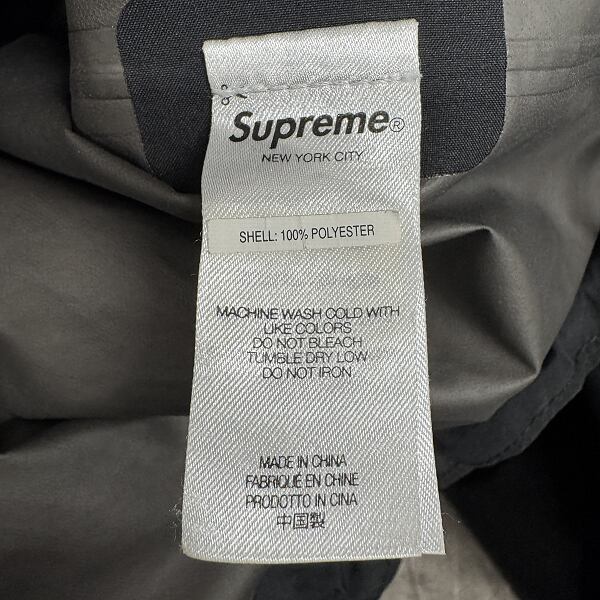 Supreme®
NEW YORK CITY
SHELL: 100% POLYESTER
MACHINE WASH COLD WITH
LIKE COLORS
DO NOT BLEACH
TUMBLE DRY LOW
DO NOT IRON
MADE IN CHINA
FABRIQUÉ EN CHINE
PRODOTTO IN CINA
中国製